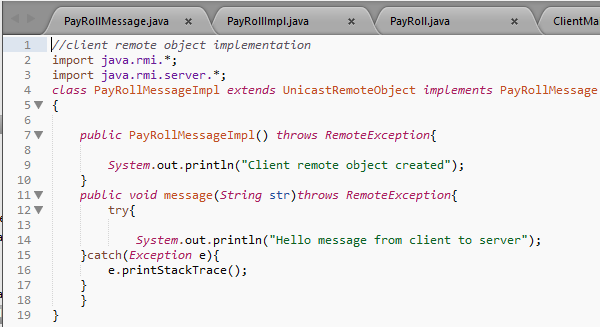 PayRollMessage.java × PayRollImpl.java × PayRoll.java × ClientMa
1 //client remote object implementation
2 import java.rmi.*;
3 import java.rmi.server.*;
4 class PayRollMessageImpl extends UnicastRemoteObject implements PayRollMessage
5 {
6
7 public PayRollMessageImpl() throws RemoteException{
8
9 System.out.println("Client remote object created");
10 }
11 public void message(String str)throws RemoteException{
12 try{
13
14 System.out.println("Hello message from client to server");
15 }catch(Exception e){
16 e.printStackTrace();
17 }
18 }
19 }